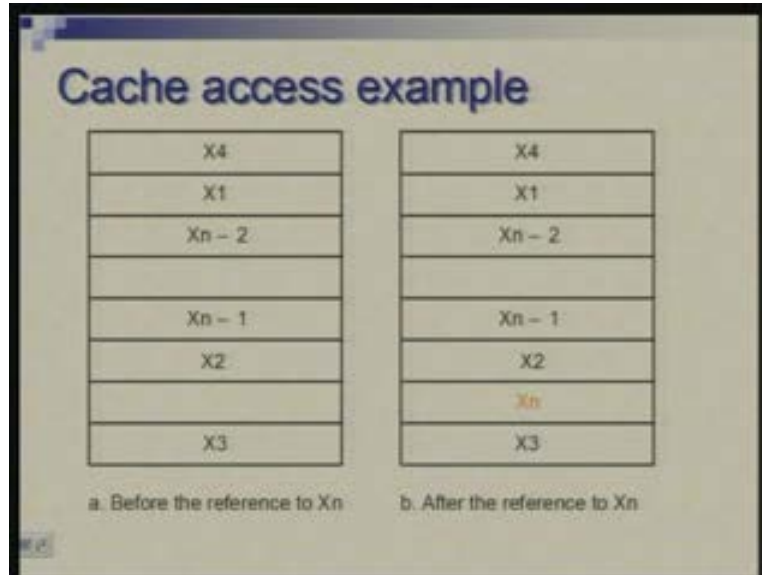 Cache access example
X4
X1
Xn – 2
Xn – 1
X2
X3
a. Before the reference to Xn
X4
X1
Xn – 2
Xn – 1
X2
Xn
X3
b. After the reference to Xn